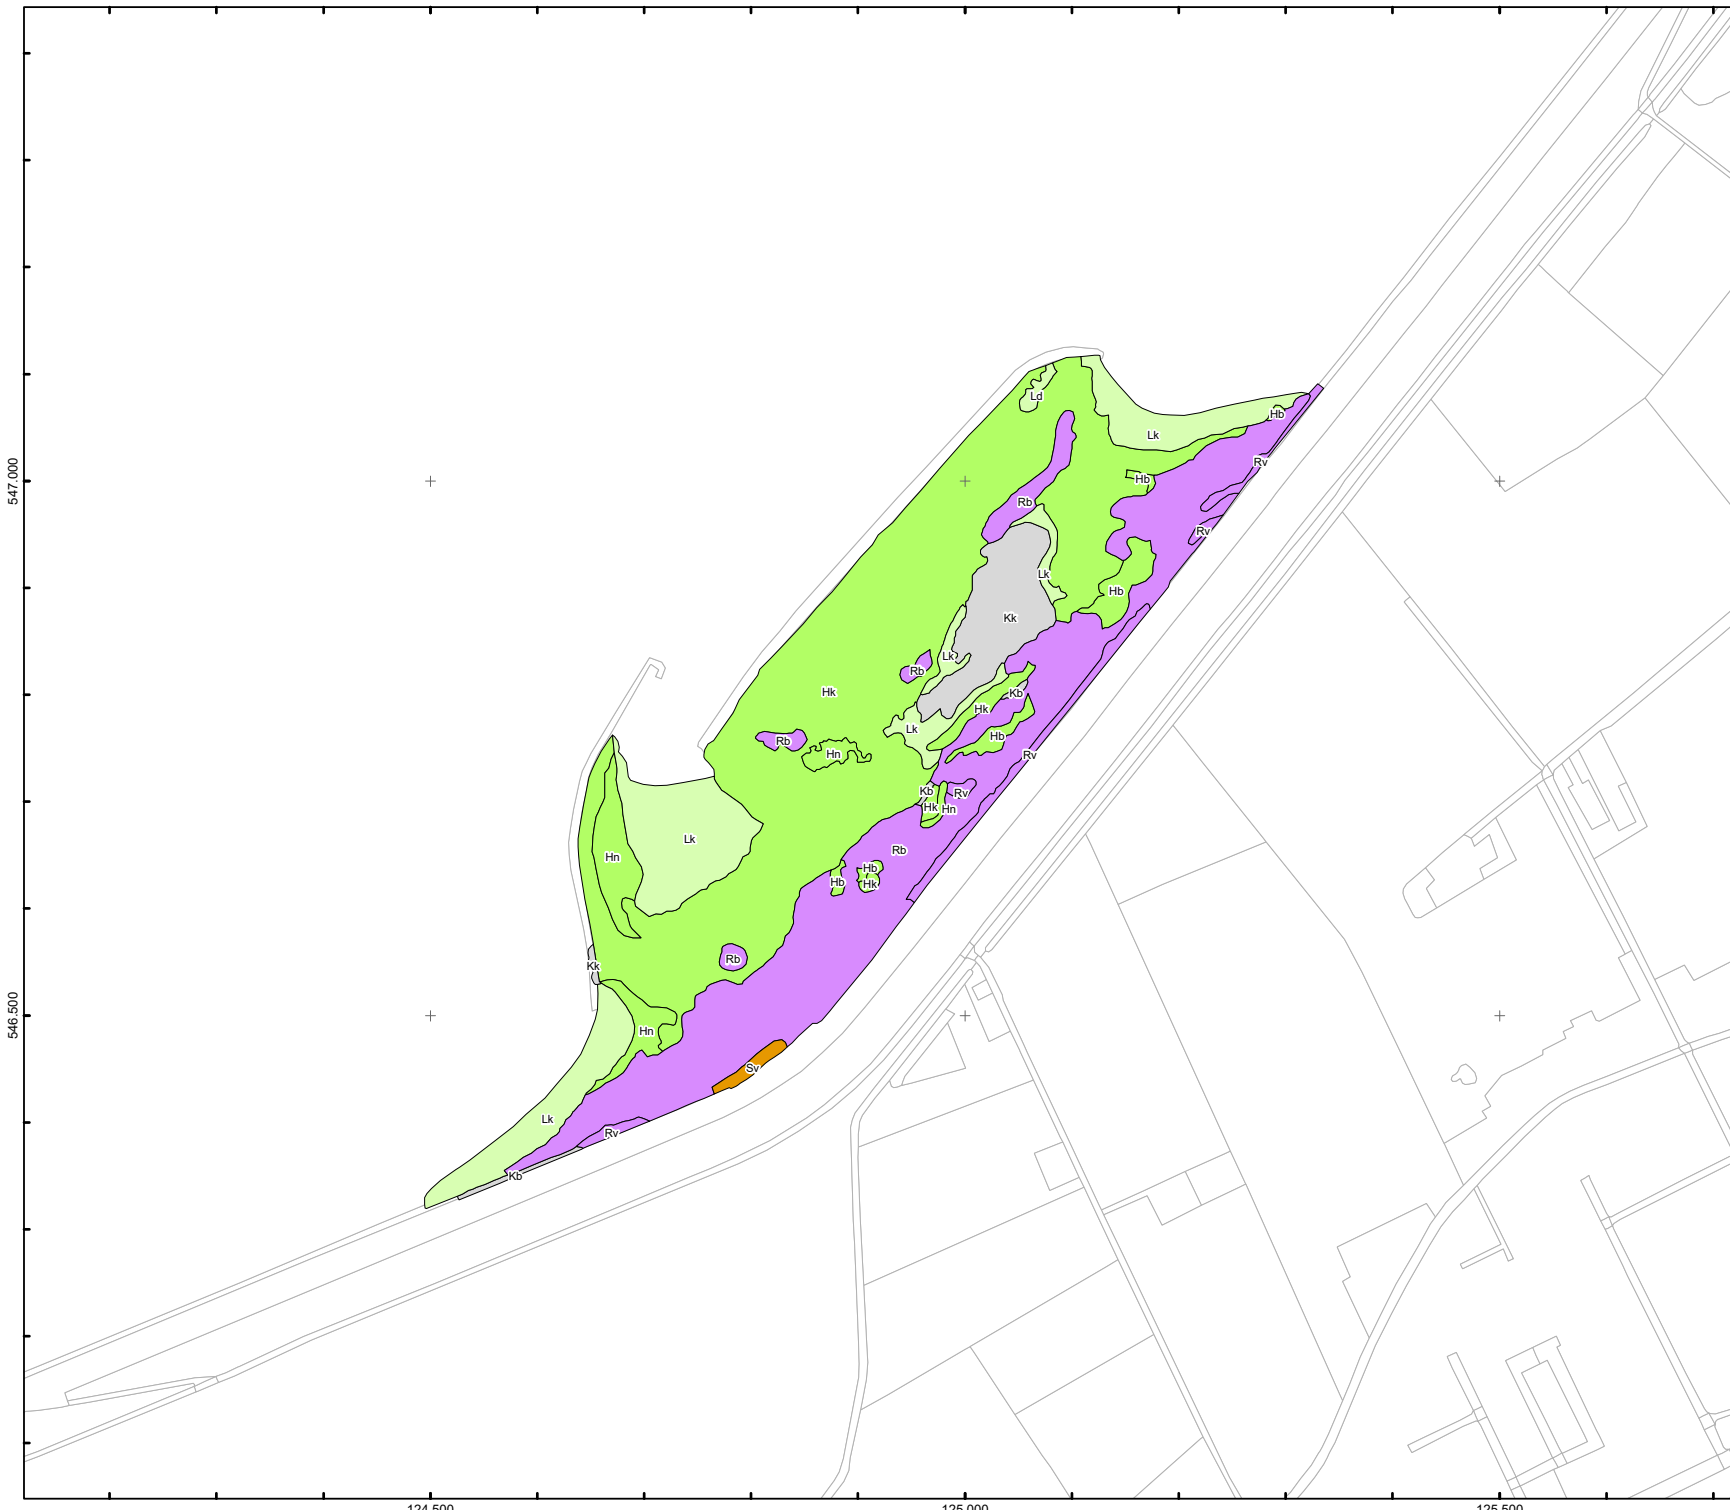 Ld
Hb
Lk
Rv
547.000
Hb
Rb
Rv
Lk
Hb
Kk
Lk
Rb
Hk
Kb
Hk
Lk
Hb
Rb
Hn
Rv
Kb
Rv
Hk
Hn
Lk
Rb
Hn
Hb
Hb
Hk
Rb
Kk
546.500
Hn
Sv
Lk
Rv
Kb
124.500
125.000
125.500